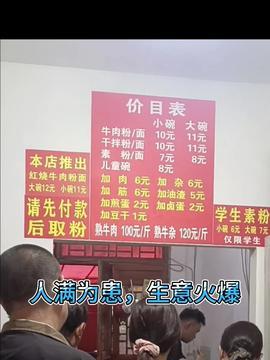 价目表
小碗 大碗
牛肉粉/面 10元 11元
干拌粉/面 10元 11元
素 粉/面 7元 8元
儿童碗 8元
加 肉 6元 加 杂 6元
加 筋 6元 加油渣 5元
加煎蛋 2元 加卤蛋 2元
加豆干 1元
熟牛肉 100元/斤 熟牛杂 120元/斤
本店推出
红烧牛肉粉面
大碗12元 小碗11元
请先付款
后取粉
学生素粉
小碗 6元 大碗 7元
仅限学生
人满为患，生意火爆